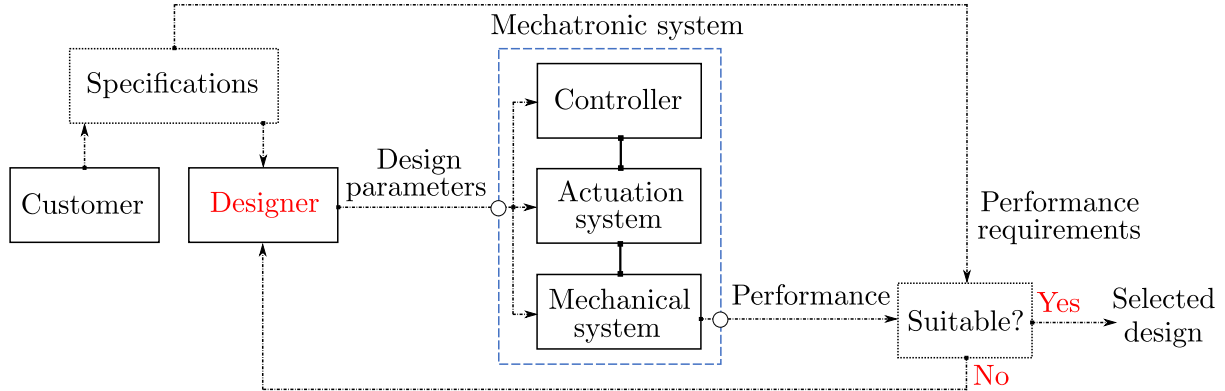 Mechatronic system
Specifications
Controller
Customer
Designer
Design
parameters
Actuation
system
Performance
requirements
Mechanical
system
Performance
Suitable?
Yes
Selected
design
No